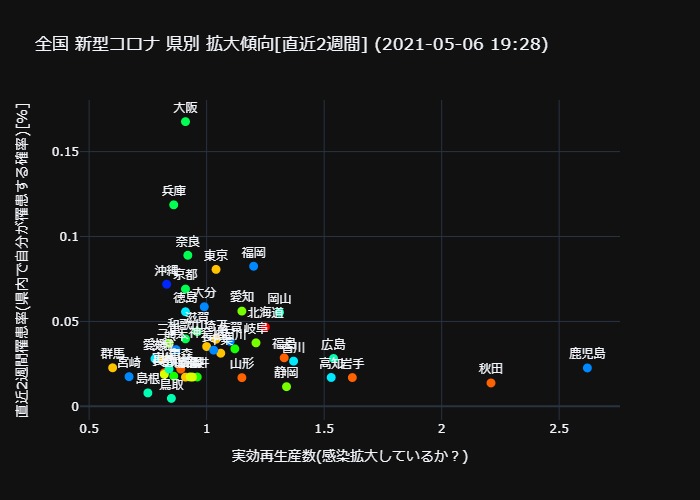 全国 新型コロナ 県別 拡大傾向[直近2週間] (2021-05-06 19:28)
直近2週間罹患率(県内で自分が罹患する確率)[%]
0.15
0.1
0.05
0
大阪
兵庫
奈良
東京
福岡
沖縄
京都
大分
徳島
愛知
岡山
北海道
滋賀
佐賀
岐阜
福島
広島
群馬
宮崎
山形
高知
岩手
秋田
鹿児島
静岡
島根
鳥取
0.5
1
1.5
2
2.5
実効再生産数(感染拡大しているか？)